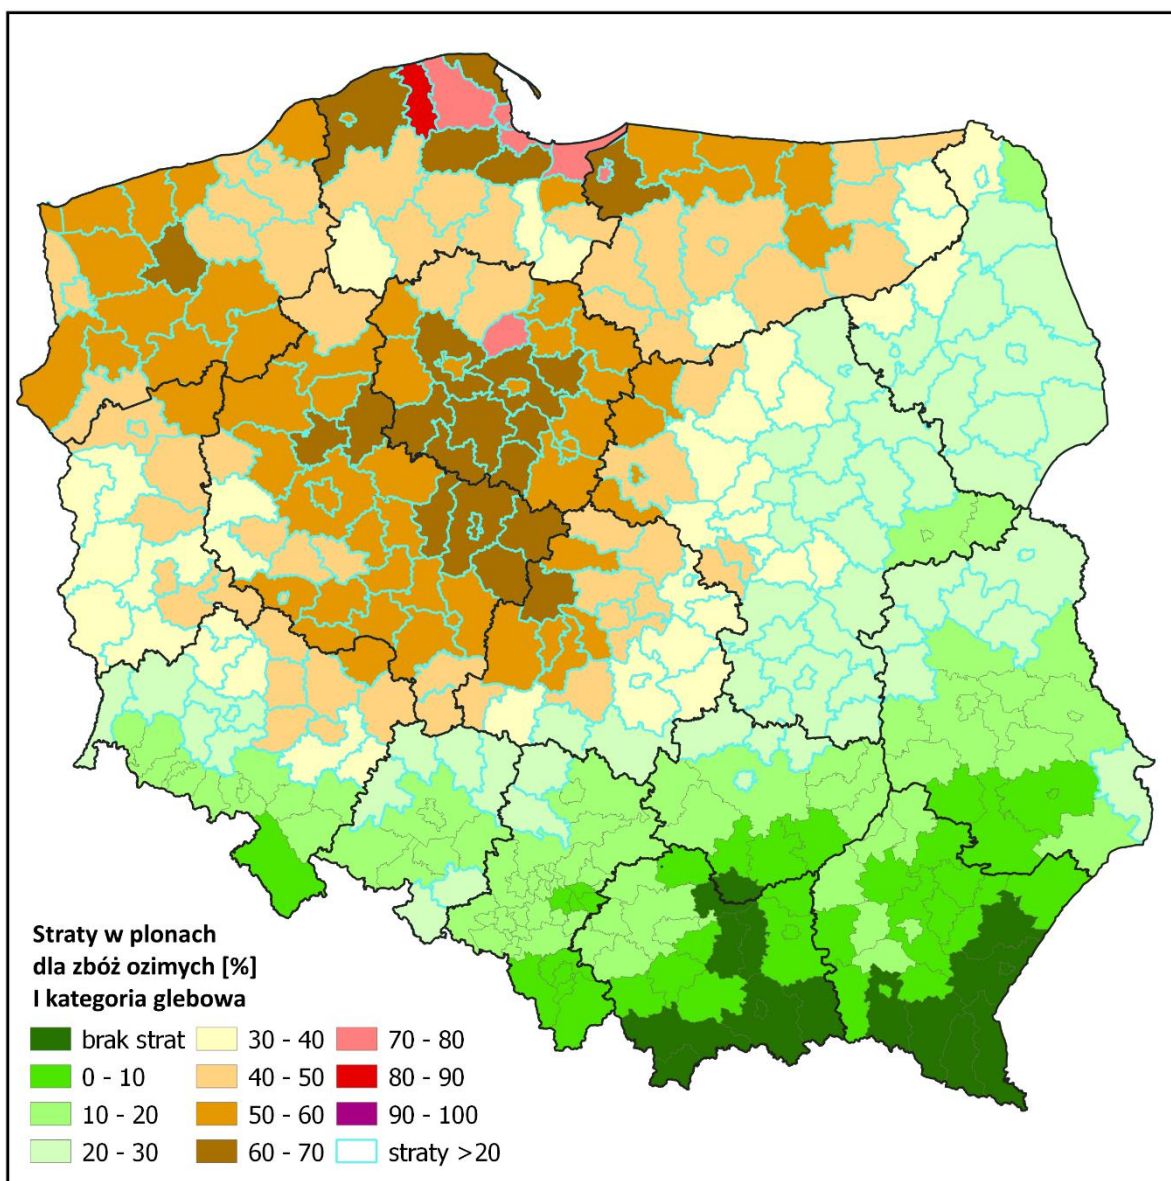 Straty w plonach
dla zbóż ozimych [%]
I kategoria glebowa
brak strat
0 - 10
10 - 20
20 - 30
30 - 40
40 - 50
50 - 60
60 - 70
70 - 80
80 - 90
90 - 100
straty >20